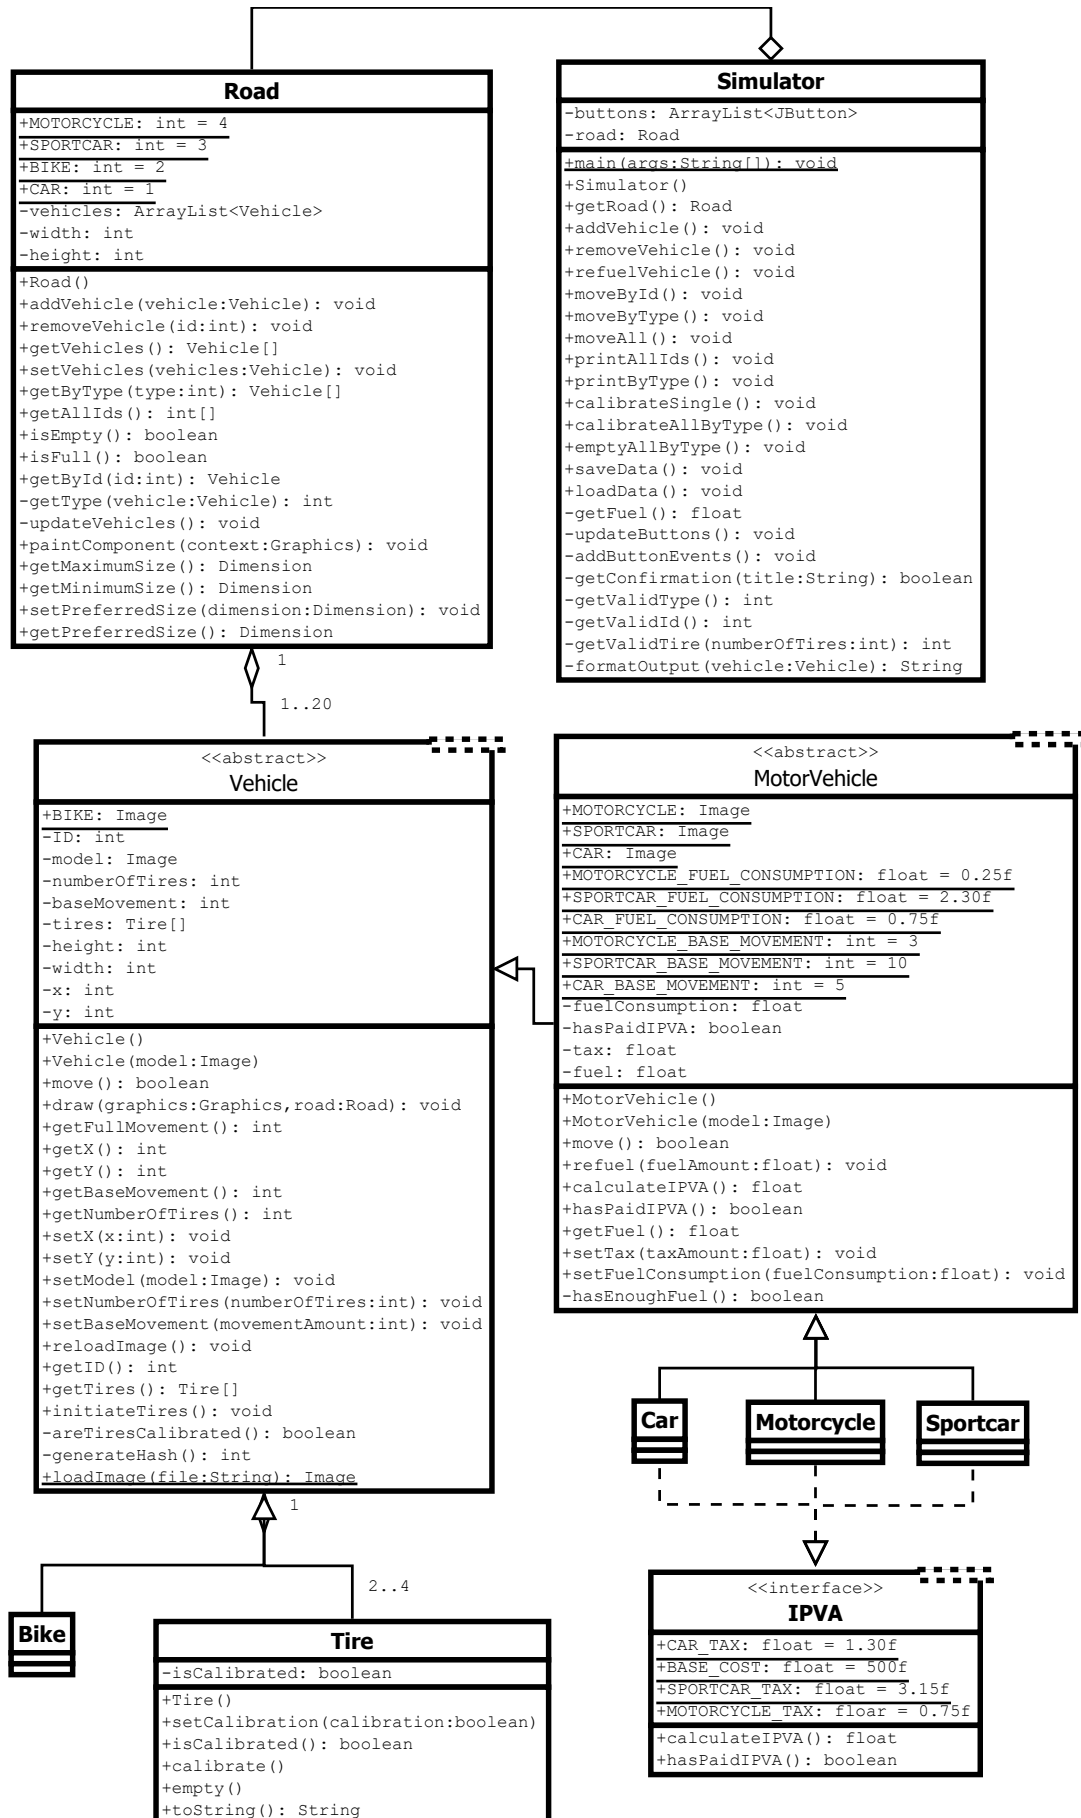 Road
+MOTORCYCLE: int = 4
+SPORTCAR: int = 3
+BIKE: int = 2
+CAR: int = 1
-vehicles: ArrayList<Vehicle>
-width: int
-height: int
+Road()
+addVehicle(vehicle:Vehicle): void
+removeVehicle(id:int): void
+getVehicles(): Vehicle[]
+setVehicles(vehicles:Vehicle): void
+getByType(type:int): Vehicle[]
+getAllIds(): int[]
+isEmpty(): boolean
+isFull(): boolean
+getById(id:int): Vehicle
-getType(vehicle:Vehicle): int
-updateVehicles(): void
+paintComponent(context:Graphics): void
+getMaximumSize(): Dimension
+getMinimumSize(): Dimension
+setPreferredSize(dimension:Dimension): void
+getPreferredSize(): Dimension
1
1..20
Simulator
-buttons: ArrayList<JButton>
-road: Road
+main(args:String[]): void
+Simulator()
+getRoad(): Road
+addVehicle(): void
+removeVehicle(): void
+refuelVehicle(): void
+moveById(): void
+moveByType(): void
+moveAll(): void
+printAllIds(): void
+printByType(): void
+calibrateSingle(): void
+calibrateAllByType(): void
+emptyAllByType(): void
+saveData(): void
+loadData(): void
-getFuel(): float
-updateButtons(): void
-addButtonEvents(): void
-getConfirmation(title:String): boolean
-getValidType(): int
-getValidId(): int
-getValidTire(numberOfTires:int): int
-formatOutput(vehicle:Vehicle): String
<<abstract>>
Vehicle
+BIKE: Image
-ID: int
-model: Image
-numberOfTires: int
-baseMovement: int
-tires: Tire[]
-height: int
-width: int
-x: int
-y: int
+Vehicle()
+Vehicle(model:Image)
+move(): boolean
+draw(graphics:Graphics,road:Road): void
+getFullMovement(): int
+getX(): int
+getY(): int
+getBaseMovement(): int
+getNumberOfTires(): int
+setX(x:int): void
+setY(y:int): void
+setModel(model:Image): void
+setNumberOfTires(numberOfTires:int): void
+setBaseMovement(movementAmount:int): void
+reloadImage(): void
+getID(): int
+getTires(): Tire[]
+initiateTires(): void
-areTiresCalibrated(): boolean
-generateHash(): int
+loadImage(file:String): Image
1
2..4
<<abstract>>
MotorVehicle
+MOTORCYCLE: Image
+SPORTCAR: Image
+CAR: Image
+MOTORCYCLE_FUEL_CONSUMPTION: float = 0.25f
+SPORTCAR_FUEL_CONSUMPTION: float = 2.30f
+CAR_FUEL_CONSUMPTION: float = 0.75f
+MOTORCYCLE_BASE_MOVEMENT: int = 3
+SPORTCAR_BASE_MOVEMENT: int = 10
+CAR_BASE_MOVEMENT: int = 5
-fuelConsumption: float
-hasPaidIPVA: boolean
-tax: float
-fuel: float
+MotorVehicle()
+MotorVehicle(model:Image)
+move(): boolean
+refuel(fuelAmount:float): void
+calculateIPVA(): float
+hasPaidIPVA(): boolean
+getFuel(): float
+setTax(taxAmount:float): void
+setFuelConsumption(fuelConsumption:float): void
-hasEnoughFuel(): boolean
Car
Motorcycle
Sportcar
<<interface>>
IPVA
+CAR_TAX: float = 1.30f
+BASE_COST: float = 500f
+SPORTCAR_TAX: float = 3.15f
+MOTORCYCLE_TAX: floar = 0.75f
+calculateIPVA(): float
+hasPaidIPVA(): boolean
Bike
Tire
-isCalibrated: boolean
+Tire()
+setCalibration(calibration:boolean)
+isCalibrated(): boolean
+calibrate()
+empty()
+toString(): String